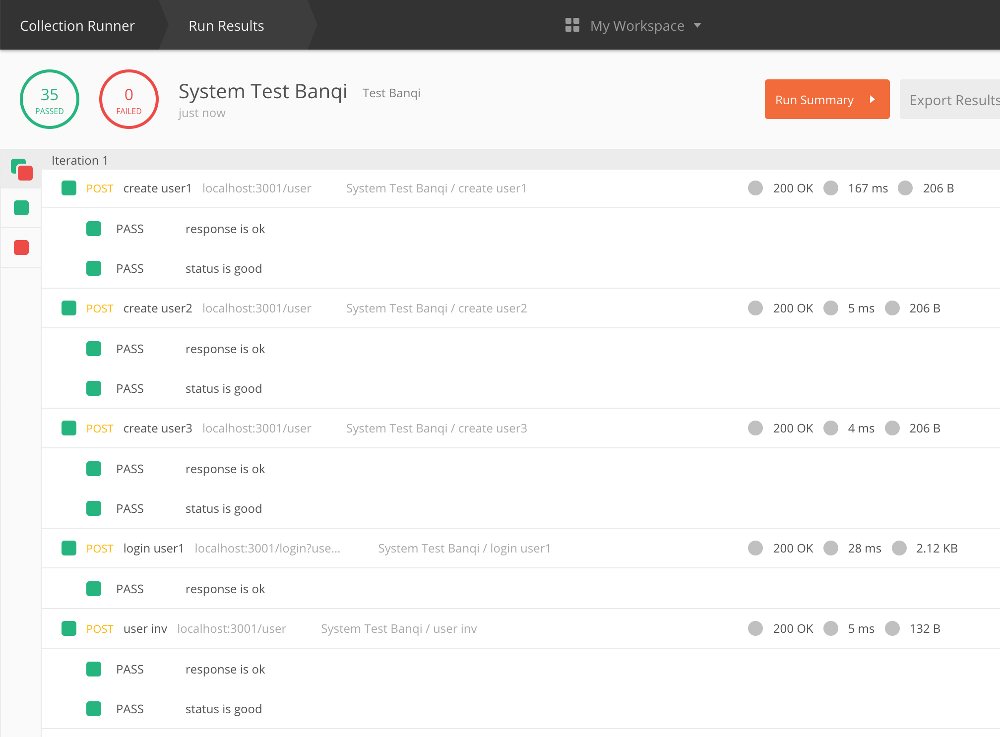 Collection Runner Run Results My Workspace
35 PASSED
0 FAILED
System Test Banqi Test Banqi
just now
Run Summary Export Results
Iteration 1
POST create user1 localhost:3001/user System Test Banqi / create user1 200 OK 167 ms 206 B
PASS response is ok
PASS status is good
POST create user2 localhost:3001/user System Test Banqi / create user2 200 OK 5 ms 206 B
PASS response is ok
PASS status is good
POST create user3 localhost:3001/user System Test Banqi / create user3 200 OK 4 ms 206 B
PASS response is ok
PASS status is good
POST login user1 localhost:3001/login?use... System Test Banqi / login user1 200 OK 28 ms 2.12 KB
PASS response is ok
POST user inv localhost:3001/user System Test Banqi / user inv 200 OK 5 ms 132 B
PASS response is ok
PASS status is good